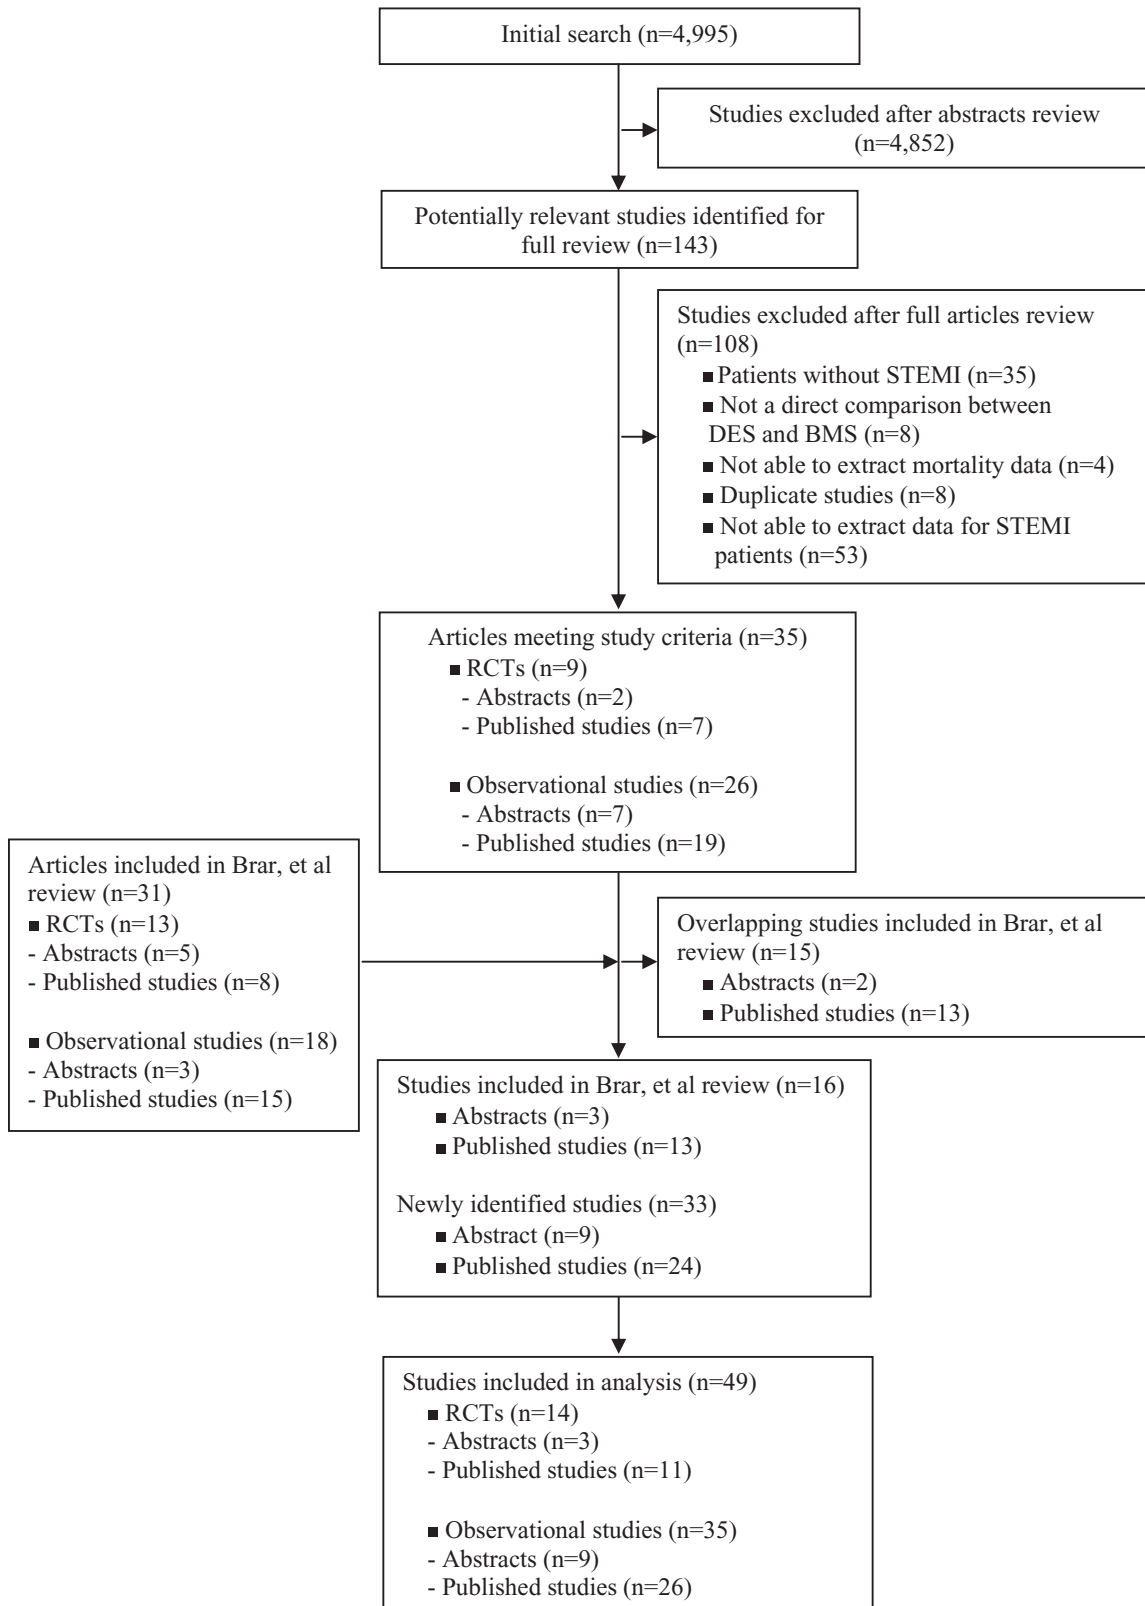 Initial search (n=4,995)
Studies excluded after abstracts review
(n=4,852)
Potentially relevant studies identified for
full review (n=143)
Studies excluded after full articles review
(n=108)
■ Patients without STEMI (n=35)
■ Not a direct comparison between
DES and BMS (n=8)
■ Not able to extract mortality data (n=4)
■ Duplicate studies (n=8)
■ Not able to extract data for STEMI
patients (n=53)
Articles meeting study criteria (n=35)
■ RCTs (n=9)
- Abstracts (n=2)
- Published studies (n=7)
■ Observational studies (n=26)
- Abstracts (n=7)
- Published studies (n=19)
Articles included in Brar, et al
review (n=31)
■ RCTs (n=13)
- Abstracts (n=5)
- Published studies (n=8)
■ Observational studies (n=18)
- Abstracts (n=3)
- Published studies (n=15)
Overlapping studies included in Brar, et al
review (n=15)
■ Abstracts (n=2)
■ Published studies (n=13)
Studies included in Brar, et al review (n=16)
■ Abstracts (n=3)
■ Published studies (n=13)
Newly identified studies (n=33)
■ Abstract (n=9)
■ Published studies (n=24)
Studies included in analysis (n=49)
■ RCTs (n=14)
- Abstracts (n=3)
- Published studies (n=11)
■ Observational studies (n=35)
- Abstracts (n=9)
- Published studies (n=26)